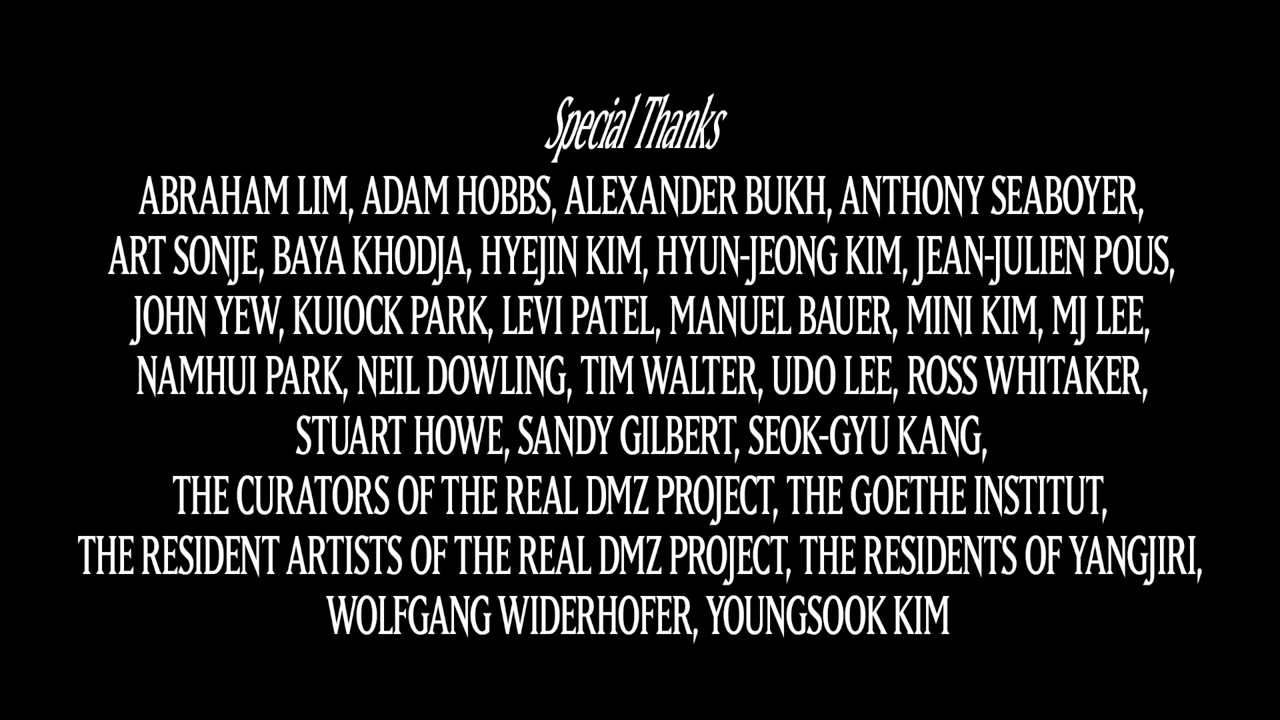 Special Thanks
ABRAHAM LIM, ADAM HOBBS, ALEXANDER BUKH, ANTHONY SEABOYER,
ART SONJE, BAYA KHODJA, HYEJIN KIM, HYUN-JEONG KIM, JEAN-JULIEN POUS,
JOHN YEW, KUIOCK PARK, LEVI PATEL, MANUEL BAUER, MINI KIM, MJ LEE,
NAMHUI PARK, NEIL DOWLING, TIM WALTER, UDO LEE, ROSS WHITAKER,
STUART HOWE, SANDY GILBERT, SEOK-GYU KANG,
THE CURATORS OF THE REAL DMZ PROJECT, THE GOETHE INSTITUT,
THE RESIDENT ARTISTS OF THE REAL DMZ PROJECT, THE RESIDENTS OF YANGJIRI,
WOLFGANG WIDERHOFER, YOUNGSOOK KIM